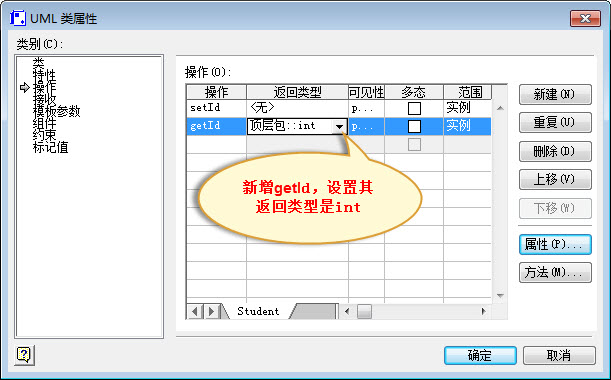 UML 类属性
类别(C):
类
特性
操作
接收
模板参数
组件
约束
标记值
操作(O):
操作 返回类型 可见性 多态 范围
setId <无> p... 实例
getId 顶层包::int p... 实例
新增getId，设置其
返回类型是int
Student
新建(N)
重复(U)
删除(D)
上移(V)
下移(W)
属性(P)...
方法(M)...
确定 取消